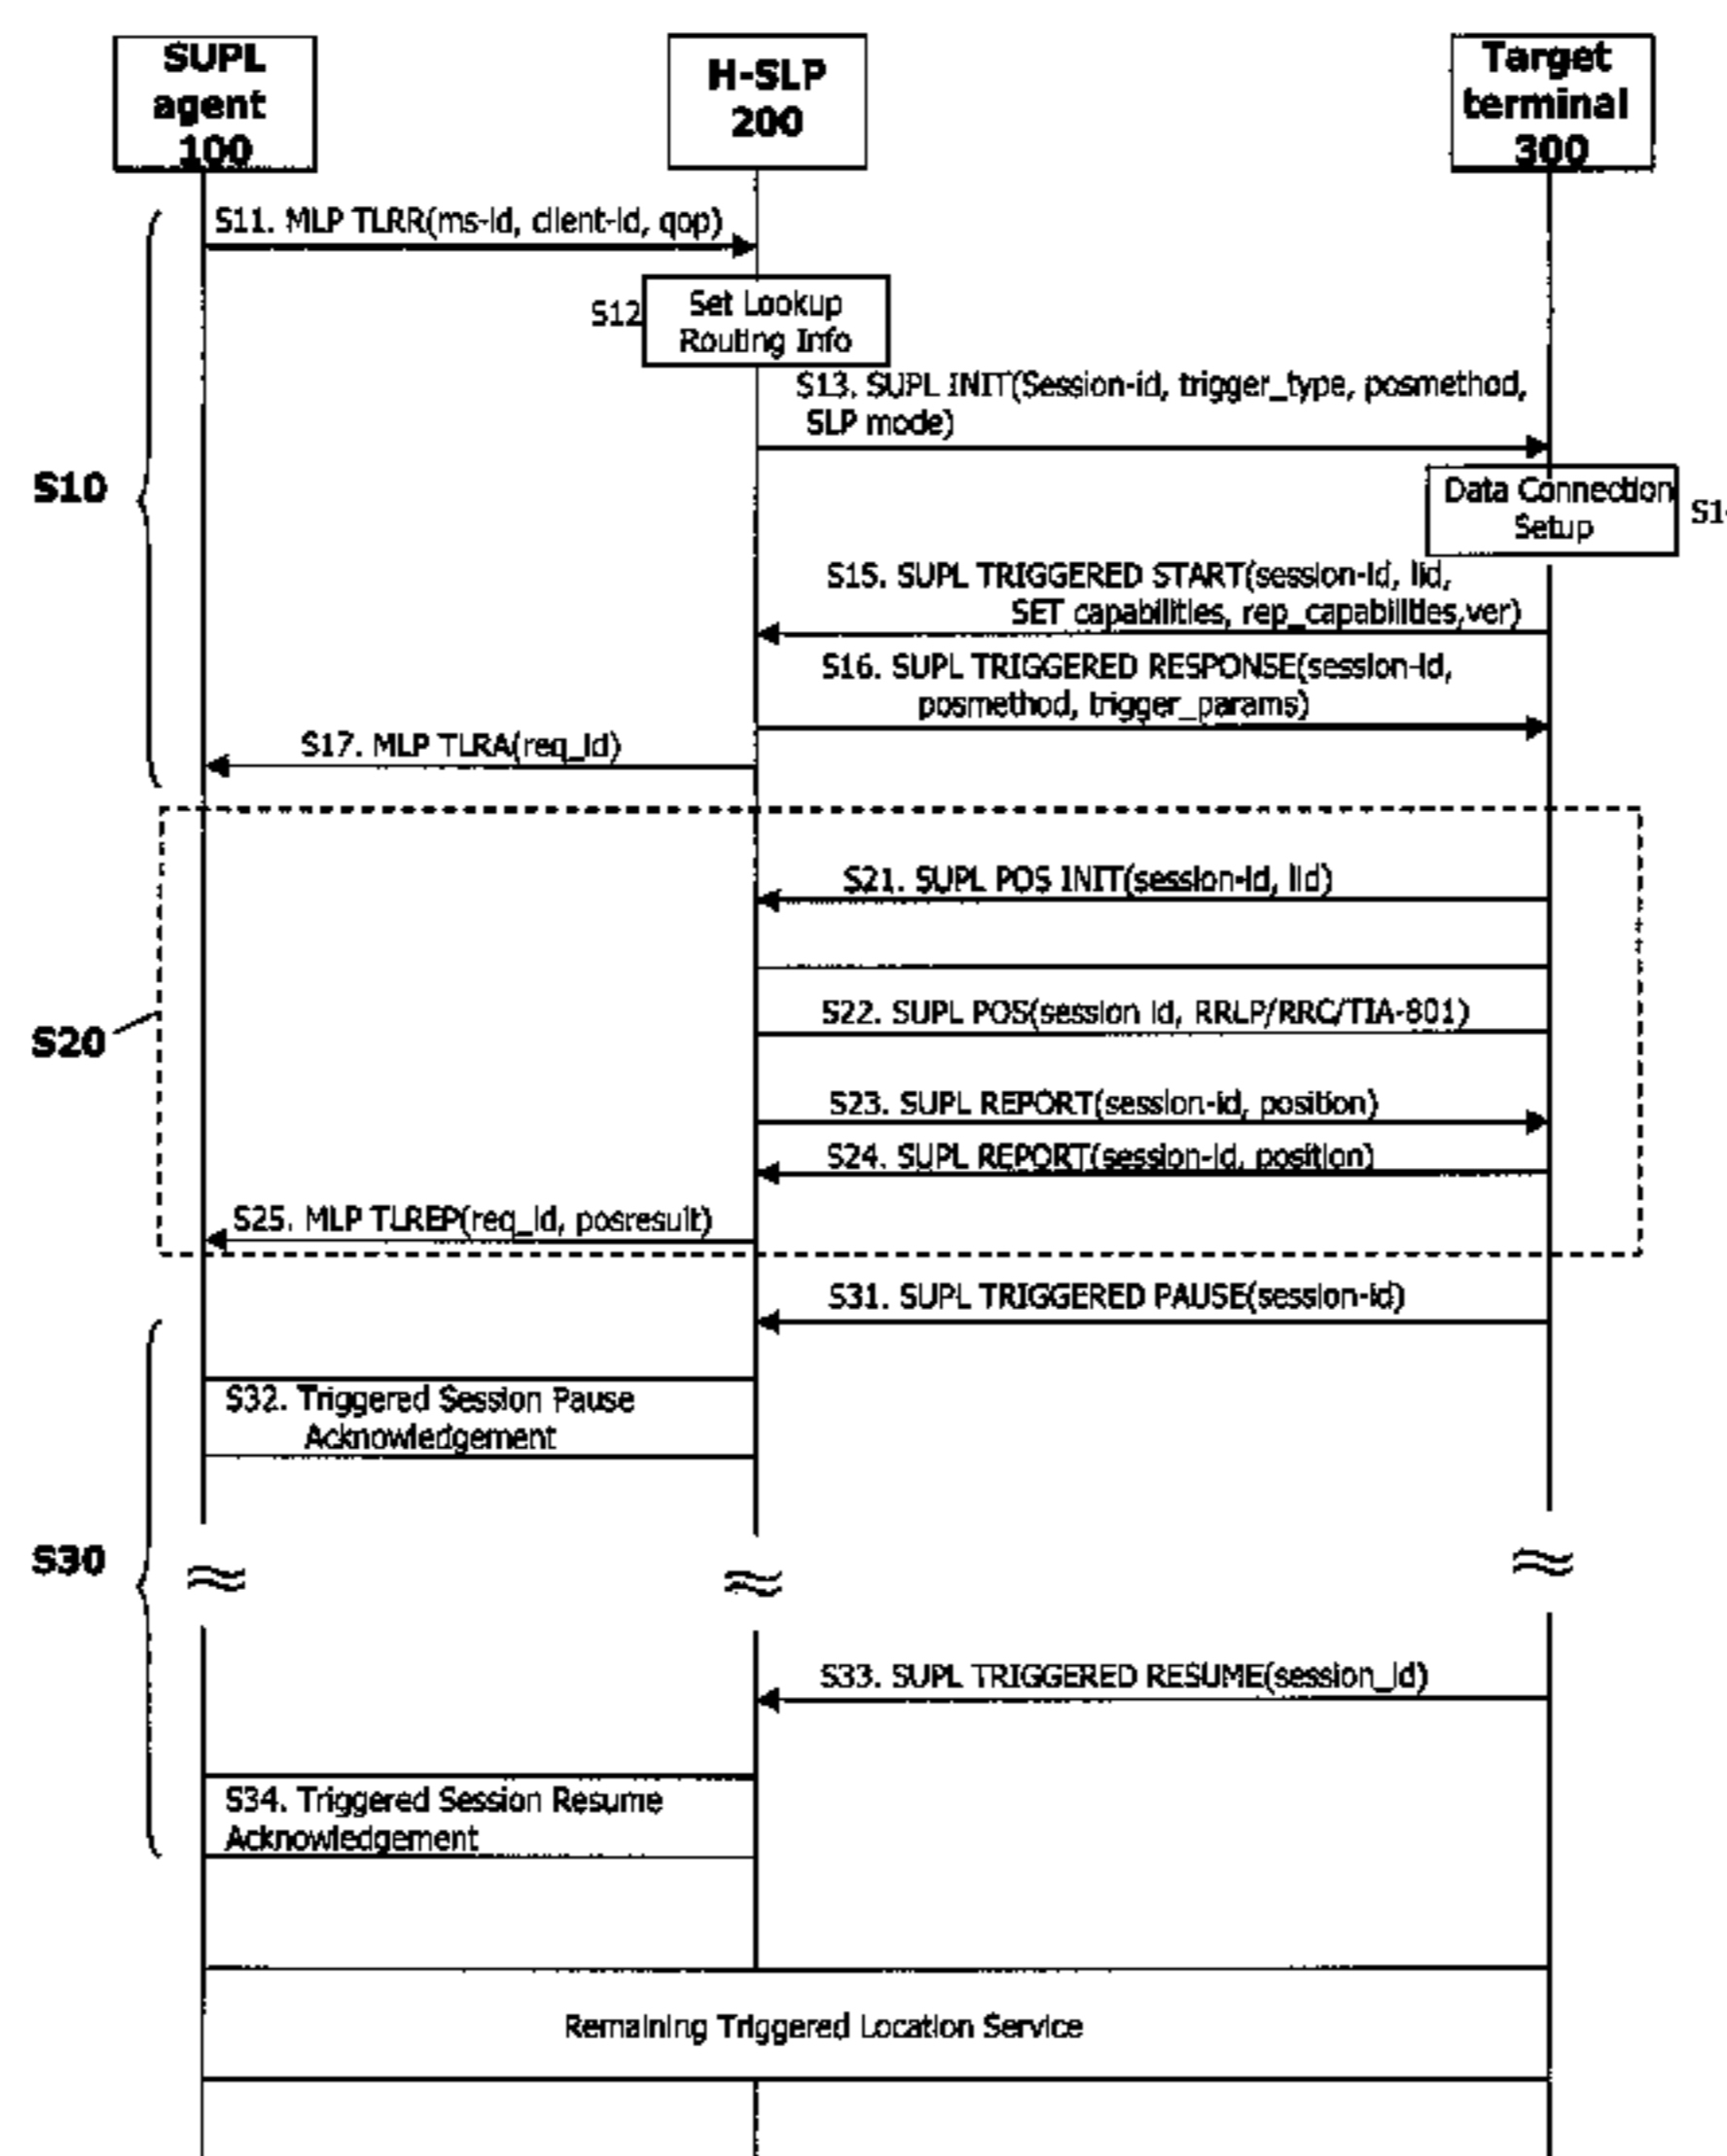 SUPL
agent
100
H-SLP
200
Target
terminal
300
S11. MLP TLRR(ms-id, client-id, qop)
S12
Set Lookup
Routing Info
S13. SUPL INIT(Session-id, trigger_type, posmethod,
SLP mode)
S10
Data Connection
Setup
S15. SUPL TRIGGERED START(session-id, lid,
SET capabilities, rep_capabilities,ver)
S16. SUPL TRIGGERED RESPONSE(session-id,
posmethod, trigger_params)
S17. MLP TLRA(req_id)
S21. SUPL POS INIT(session-id, lid)
S20
S22. SUPL POS(session id, RRLP/RRC/TIA-801)
S23. SUPL REPORT(session-id, position)
S24. SUPL REPORT(session-id, position)
S25. MLP TLREP(req_id, posresult)
S31. SUPL TRIGGERED PAUSE(session-id)
S32. Triggered Session Pause
Acknowledgement
S30
S33. SUPL TRIGGERED RESUME(session_id)
S34. Triggered Session Resume
Acknowledgement
Remaining Triggered Location Service